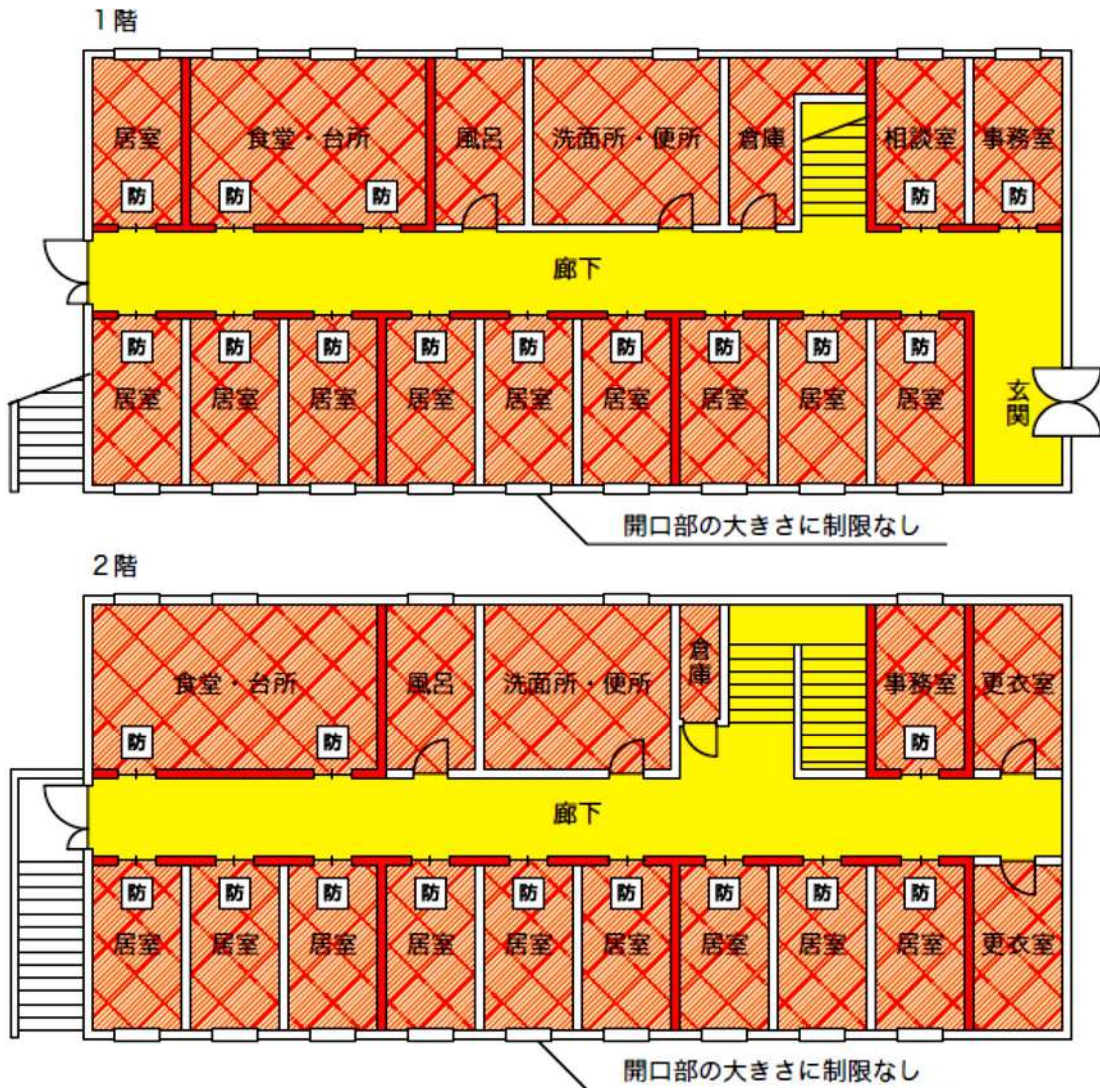 1階
居室 食堂・台所 風呂 洗面所・便所 倉庫 相談室 事務室
防 防 防 防 防
廊下
防 防 防 防 防 防 防 防 防
居室 居室 居室 居室 居室 居室 居室 居室 居室
玄関
開口部の大きさに制限なし
2階
食堂・台所 風呂 洗面所・便所 倉庫 事務室 更衣室
防 防 防
廊下
防 防 防 防 防 防 防 防 防
居室 居室 居室 居室 居室 居室 居室 居室 居室 更衣室
開口部の大きさに制限なし